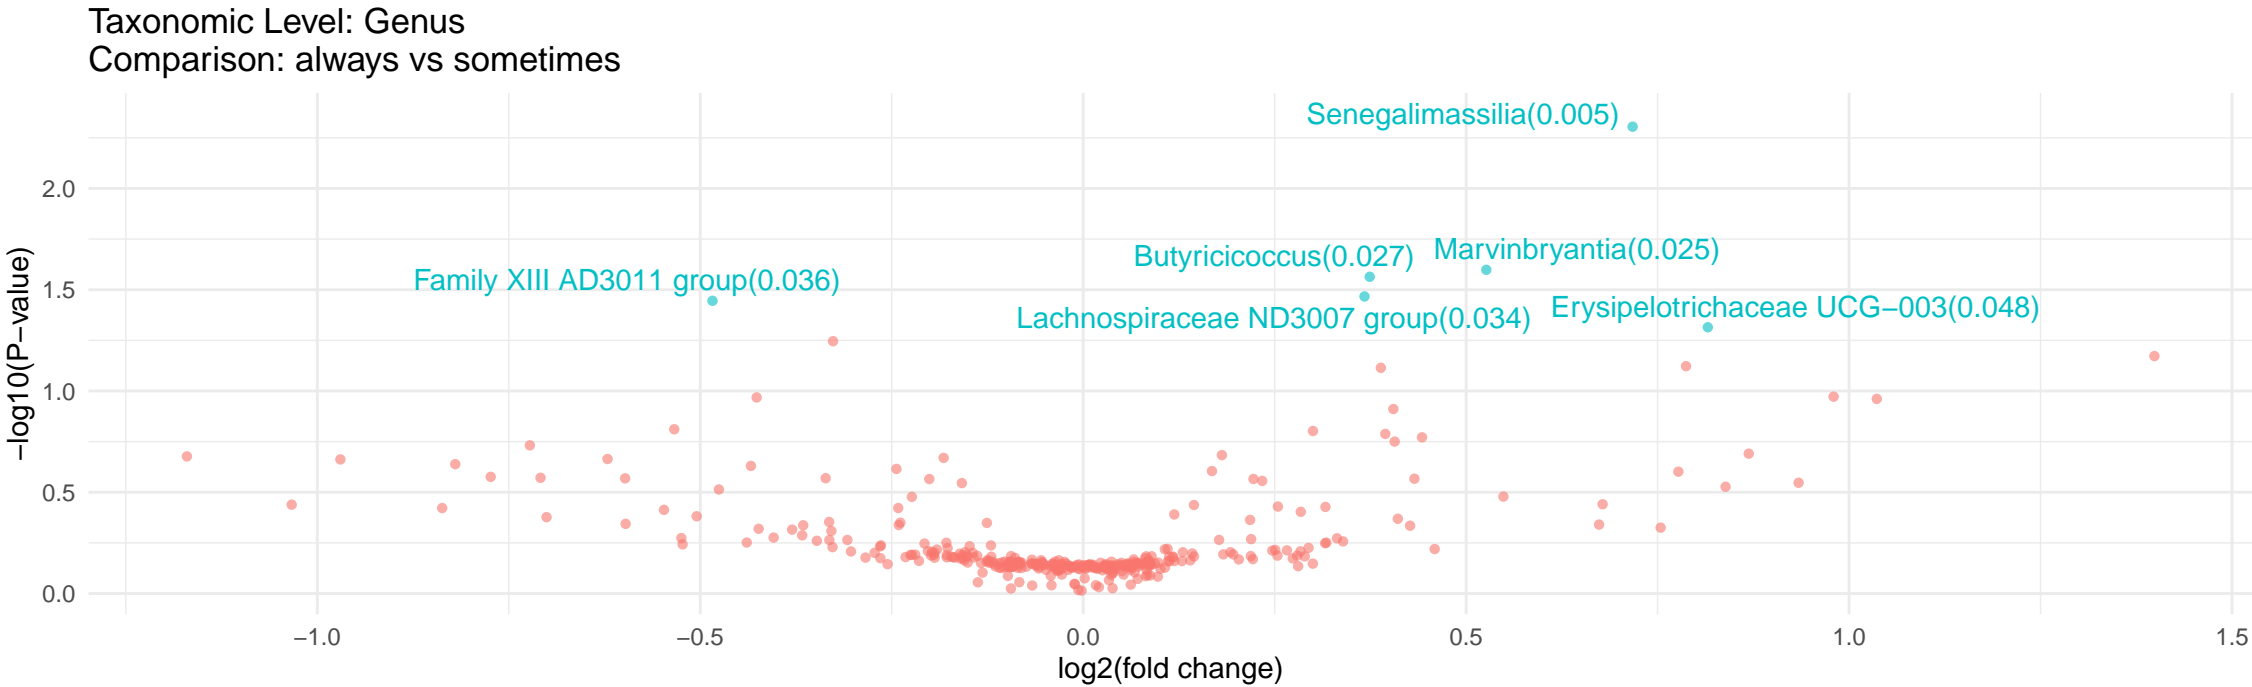 Taxonomic Level: Genus
Comparison: always vs sometimes
Senegalimassilia(0.005)
Butyricicoccus(0.027)
Marvinbryantia(0.025)
Family XIII AD3011 group(0.036)
Lachnospiraceae ND3007 group(0.034)
Erysipelotrichaceae UCG−003(0.048)
−log10(P−value)
2.0
1.5
1.0
0.5
0.0
−1.0
−0.5
0.0
0.5
1.0
1.5
log2(fold change)